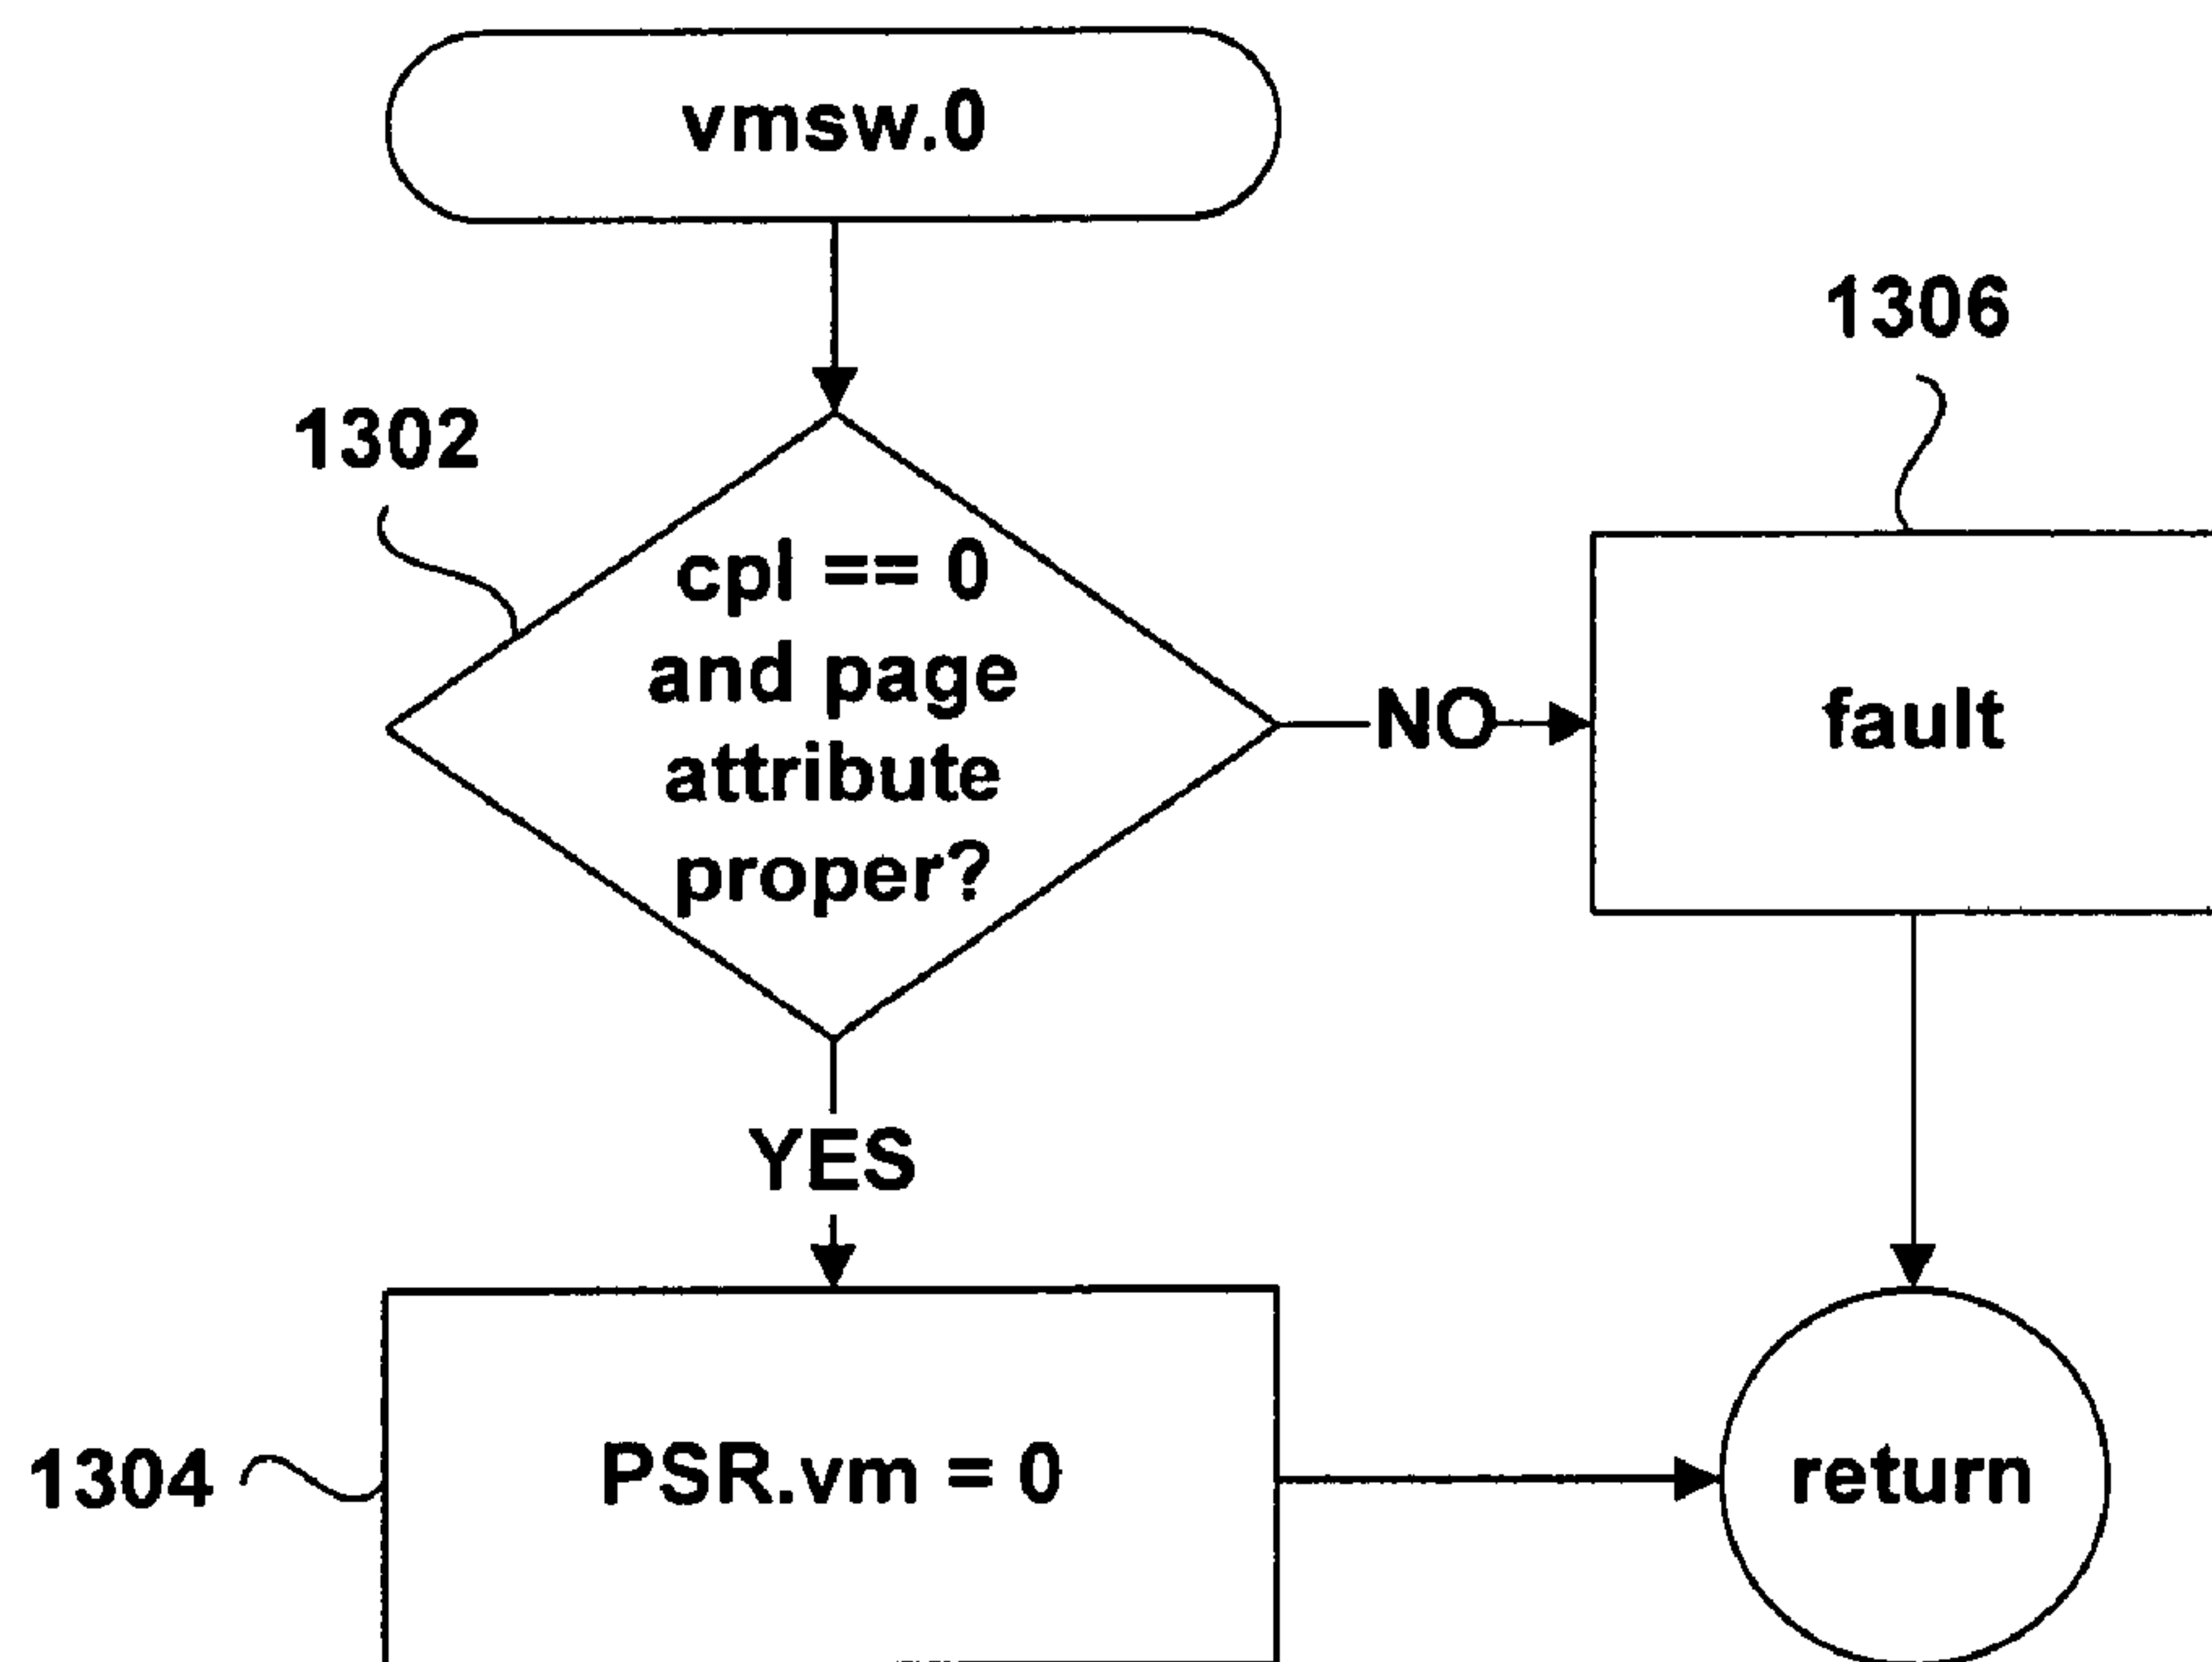 vmsw.0
1306
1302
cpl == 0
and page
attribute
proper?
NO
fault
YES
1304
PSR.vm = 0
return